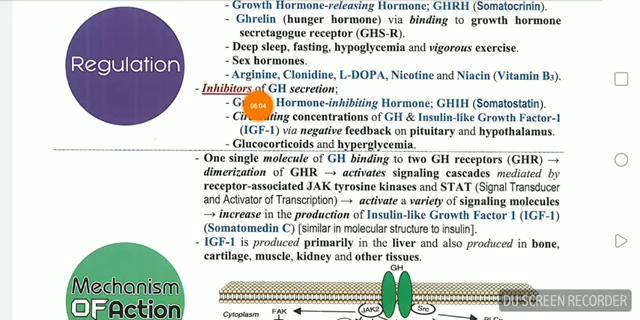 - Growth Hormone-releasing Hormone; GHRH (Somatocrinin).
- Ghrelin (hunger hormone) via binding to growth hormone
secretagogue receptor (GHS-R).
- Deep sleep, fasting, hypoglycemia and vigorous exercise.
- Sex hormones.
- Arginine, Clonidine, L-DOPA, Nicotine and Niacin (Vitamin B3).
Regulation
- Inhibitors of GH secretion;
- Hormone-inhibiting Hormone; GHIH (Somatostatin).
06:04
- concentrations of GH & Insulin-like Growth Factor-1
(IGF-1) via negative feedback on pituitary and hypothalamus.
- Glucocorticoids and hyperglycemia.
- One single molecule of GH binding to two GH receptors (GHR) →
dimerization of GHR → activates signaling cascades mediated by
receptor-associated JAK tyrosine kinases and STAT (Signal Transducer
and Activator of Transcription) → activate a variety of signaling molecules
→ increase in the production of Insulin-like Growth Factor 1 (IGF-1)
(Somatomedin C) [similar in molecular structure to insulin].
- IGF-1 is produced primarily in the liver and also produced in bone,
cartilage, muscle, kidney and other tissues.
Mechanism
OF Action
GH
Cytoplasm
FAK
JAK2
Src
DU SCREEN RECORDER